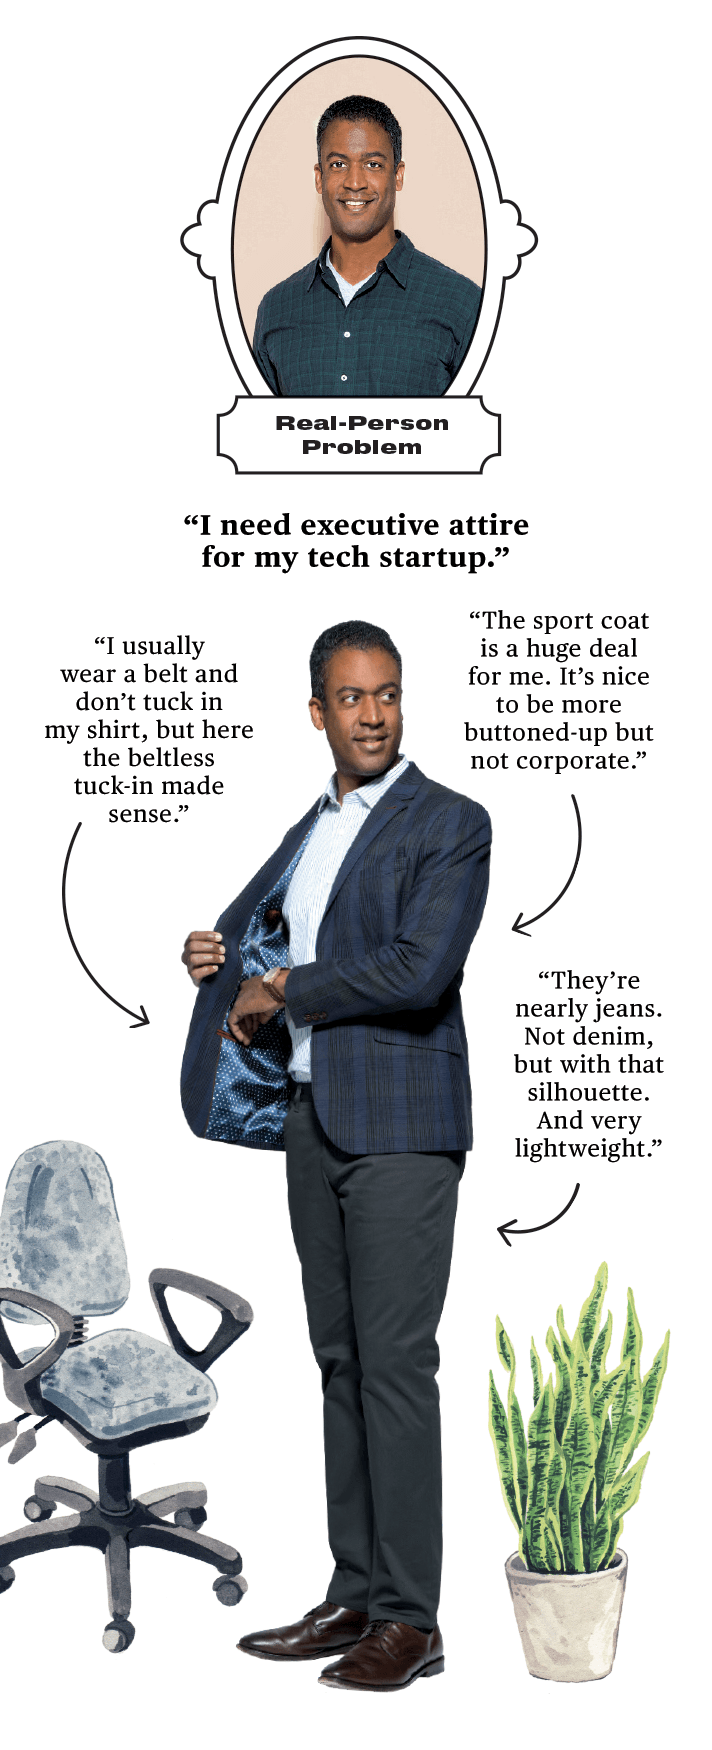 Real-Person
Problem
“I need executive attire
for my tech startup.”
“I usually
wear a belt and
don’t tuck in
my shirt, but here
the beltless
tuck-in made
sense.”
“The sport coat
is a huge deal
for me. It’s nice
to be more
buttoned-up but
not corporate.”
“They’re
nearly jeans.
Not denim,
but with that
silhouette.
And very
lightweight.”